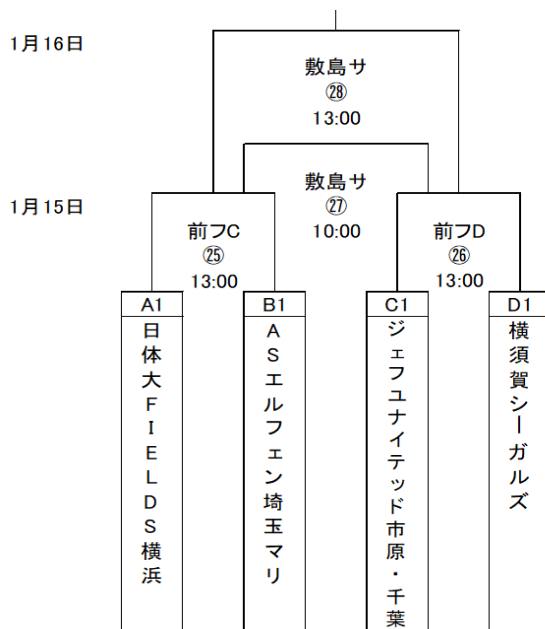 1月16日
敷島サ
㉘
13:00
1月15日
敷島サ
㉗
10:00
前フC
㉕
13:00
前フD
㉖
13:00
A1
B1
C1
D1
日体大FIELDS横浜
ASエルフェン埼玉マリ
ジェフユナイテッド市原・千葉
横須賀シーガルズ